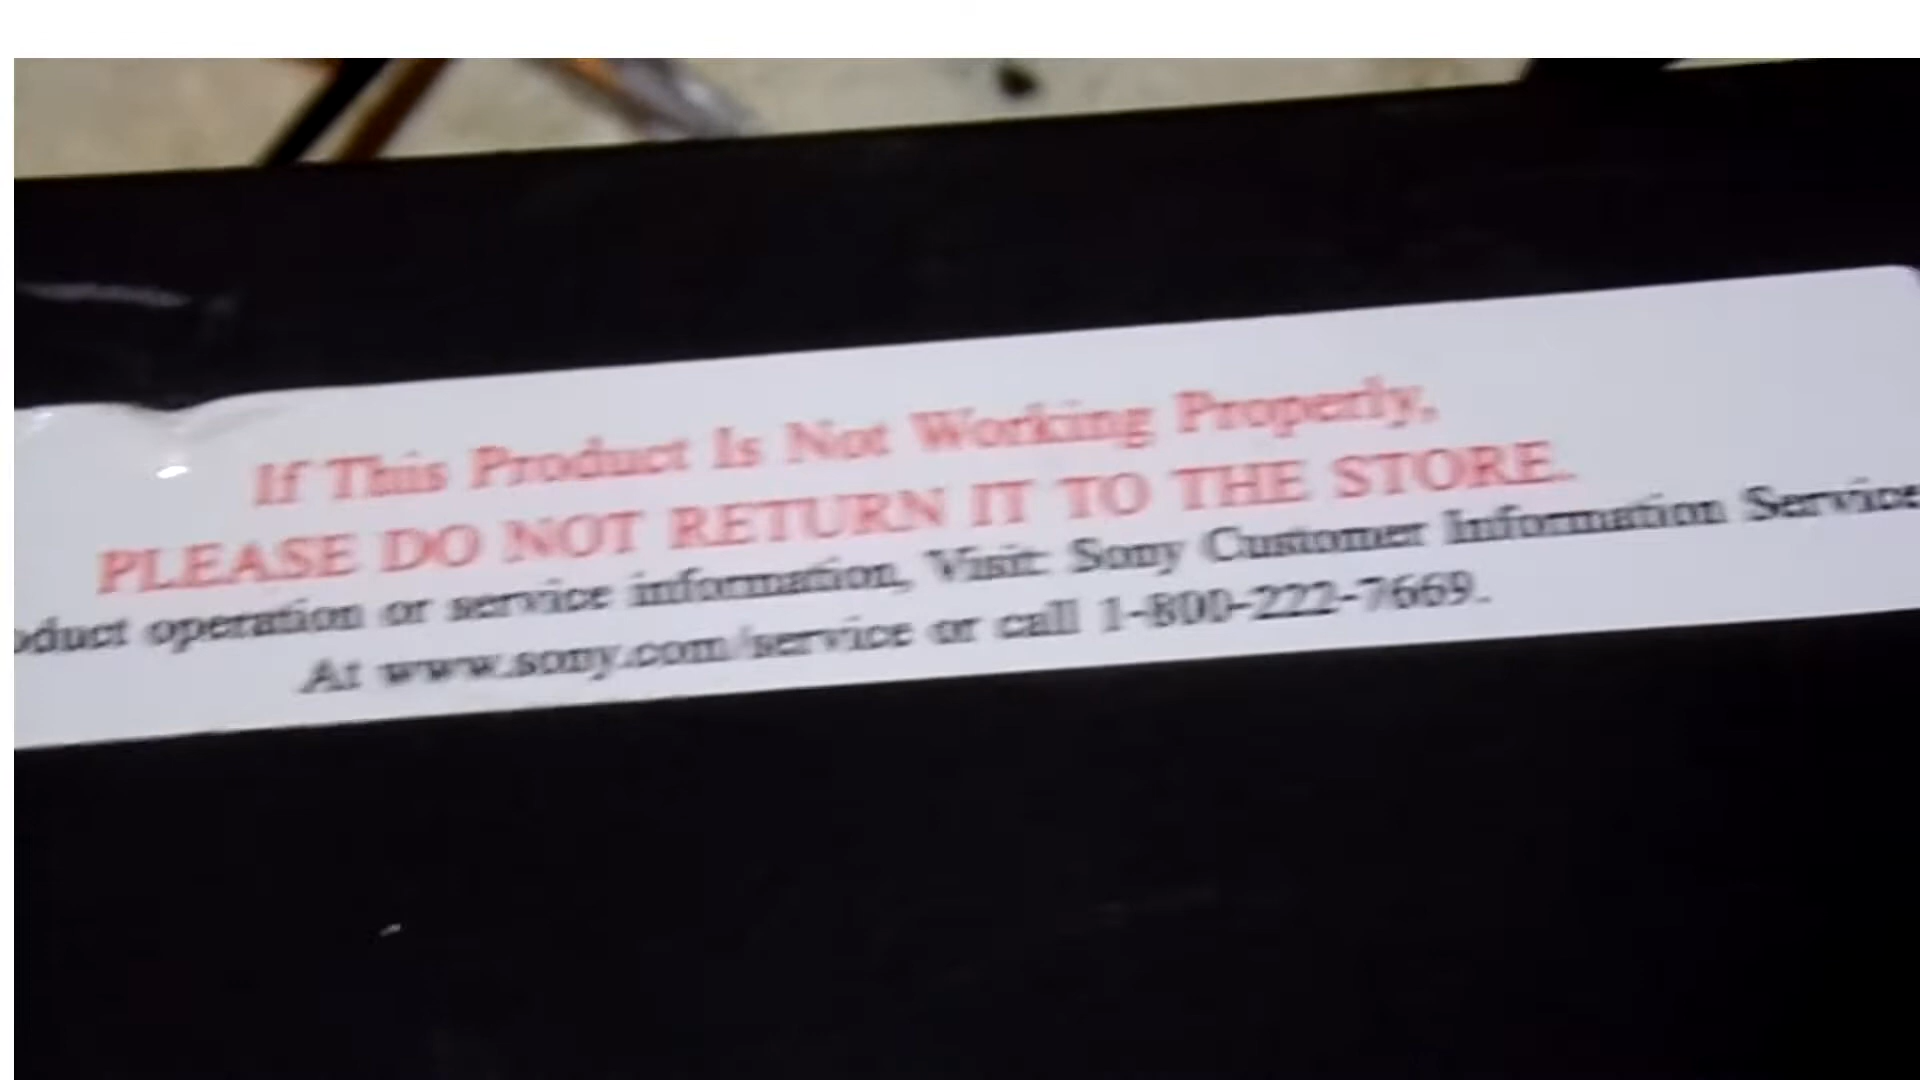 If This Product Is Not Working Properly,
PLEASE DO NOT RETURN IT TO THE STORE.
oduct operation or service information, Visit: Sony Customer Information Service
At www.sony.com/service or call 1-800-222-7669.